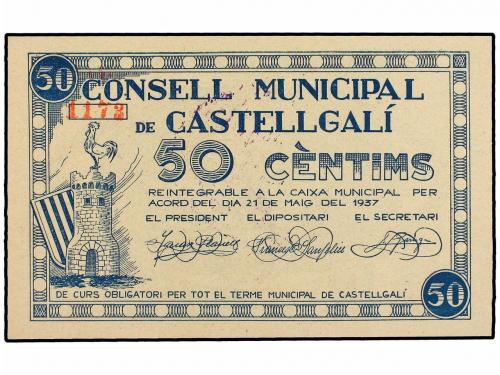 50
CONSELL MUNICIPAL
1173
DE CASTELLGALÍ
50 CÈNTIMS
REINTEGRABLE A LA CAIXA MUNICIPAL PER
ACORD DEL DIA 21 DE MAIG DEL 1937
EL PRESIDENT EL DIPOSITARI EL SECRETARI
DE CURS OBLIGATORI PER TOT EL TERME MUNICIPAL DE CASTELLGALÍ
50